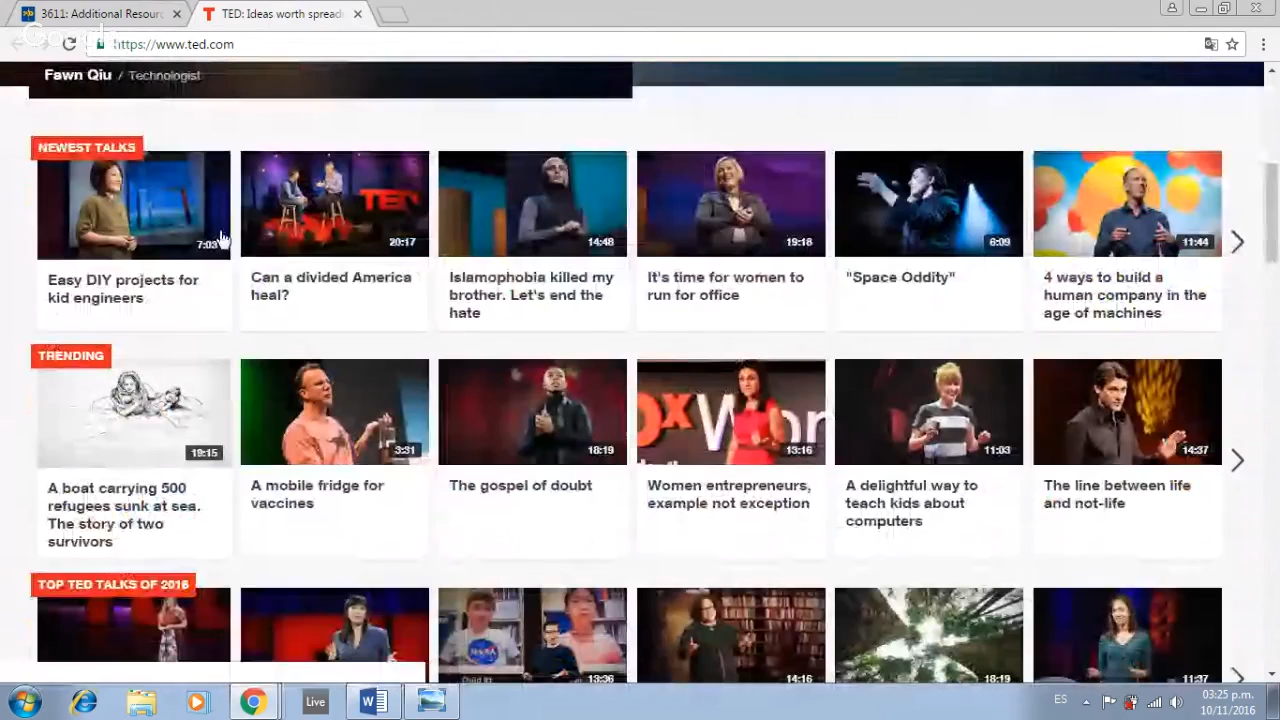 3611: Additional Resour
TED: Ideas worth spread
Google
https://www.ted.com
Fawn Qiu / Technologist
NEWEST TALKS
7:03
20:17
TED
14:48
19:18
6:09
11:44
Easy DIY projects for
kid engineers
Can a divided America
heal?
Islamophobia killed my
brother. Let's end the
hate
It's time for women to
run for office
"Space Oddity"
4 ways to build a
human company in the
age of machines
TRENDING
19:15
3:31
18:19
13:16
11:03
14:37
A boat carrying 500
refugees sunk at sea.
The story of two
survivors
A mobile fridge for
vaccines
The gospel of doubt
Women entrepreneurs,
example not exception
A delightful way to
teach kids about
computers
The line between life
and not-life
TOP TED TALKS OF 2016
NASA
13:36
14:16
18:19
11:37
Live
ES
03:25 p.m.
10/11/2016